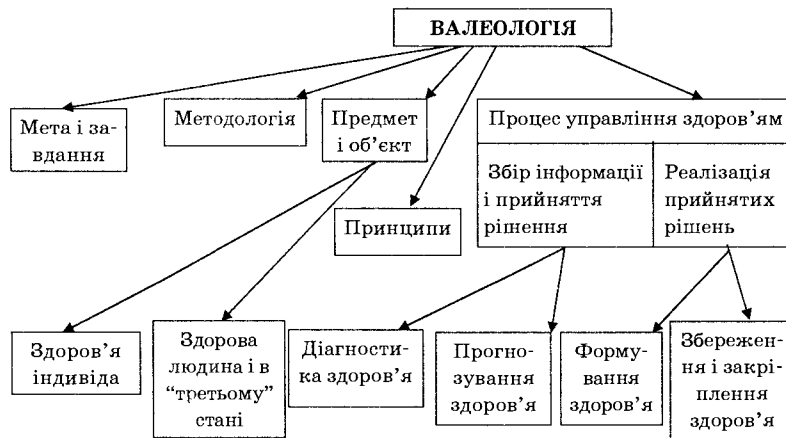 ВАЛЕОЛОГІЯ
Мета і за-
вдання
Методологія
Предмет
і об’єкт
Принципи
Процес управління здоров’ям
Збір інформації
і прийняття
рішення
Реалізація
прийнятих
рішень
Здоров’я
індивіда
Здорова
людина і в
“третьому”
стані
Діагности-
ка здоров’я
Прогно-
зування
здоров’я
Форму-
вання
здоров’я
Збережен-
ня і закрі-
плення
здоров’я